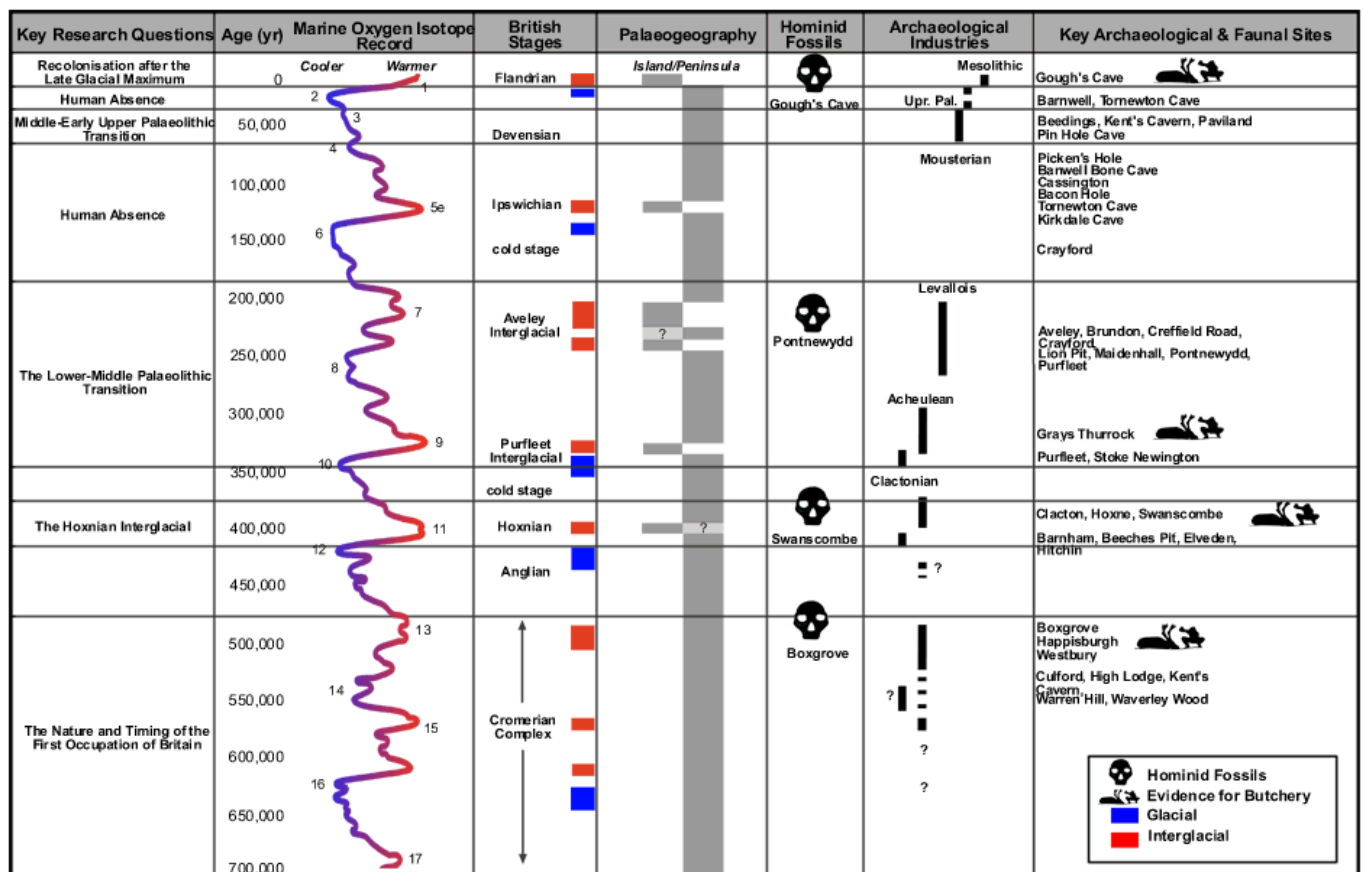 Key Research Questions
Age (yr)
Marine Oxygen Isotope
Record
British
Stages
Palaeogeography
Hominid
Fossils
Archaeological
Industries
Key Archaeological & Faunal Sites
Recolonisation after the
Late Glacial Maximum
0
Cooler
Warmer
1
Flandrian
Island/Peninsula
Gough's Cave
Mesolithic
Gough's Cave
Human Absence
2
Upr. Pal.
Barnwell, Tornewton Cave
Middle-Early Upper Palaeolithic
Transition
50,000
3
Devensian
Beedings, Kent's Cavern, Paviland
Pin Hole Cave
Human Absence
4
100,000
5e
6
150,000
Ipswichian
cold stage
Mousterian
Picken's Hole
Banwell Bone Cave
Cassington
Bacon Hole
Tornewton Cave
Kirkdale Cave
Crayford
The Lower-Middle Palaeolithic
Transition
200,000
7
250,000
8
300,000
9
10
Aveley
Interglacial
?
Pontnewydd
Levallois
Aveley, Brundon, Creffield Road,
Crayford
Lion Pit, Maidenhall, Pontnewydd,
Purfleet
Purfleet
Interglacial
Acheulean
Grays Thurrock
Purfleet, Stoke Newington
350,000
cold stage
Clactonian
The Hoxnian Interglacial
400,000
11
Hoxnian
?
Swanscombe
Clacton, Hoxne, Swanscombe
Barnham, Beeches Pit, Elveden,
Hitchin
12
450,000
Anglian
?
The Nature and Timing of the
First Occupation of Britain
13
500,000
14
550,000
15
600,000
16
650,000
17
700,000
Cromerian
Complex
Boxgrove
?
?
?
Boxgrove
Happisburgh
Westbury
Culford, High Lodge, Kent's
Cavern,
Warren Hill, Waverley Wood
Hominid Fossils
Evidence for Butchery
Glacial
Interglacial